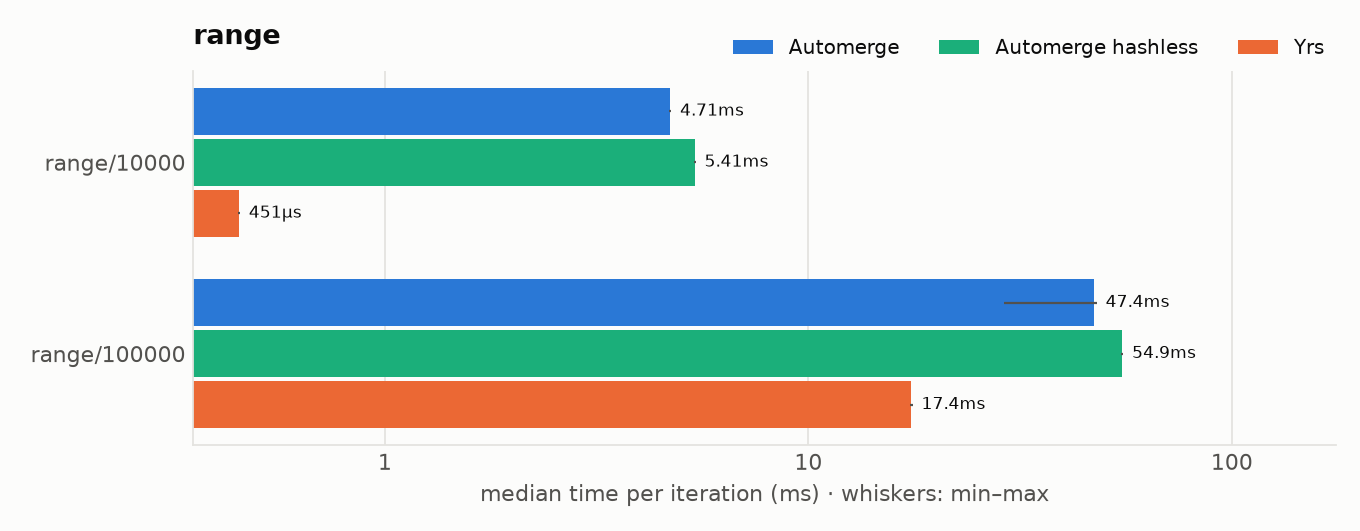 range
Automerge Automerge hashless Yrs
4.71ms
range/10000
5.41ms
451µs
47.4ms
range/100000
54.9ms
17.4ms
1 10 100
median time per iteration (ms) · whiskers: min–max